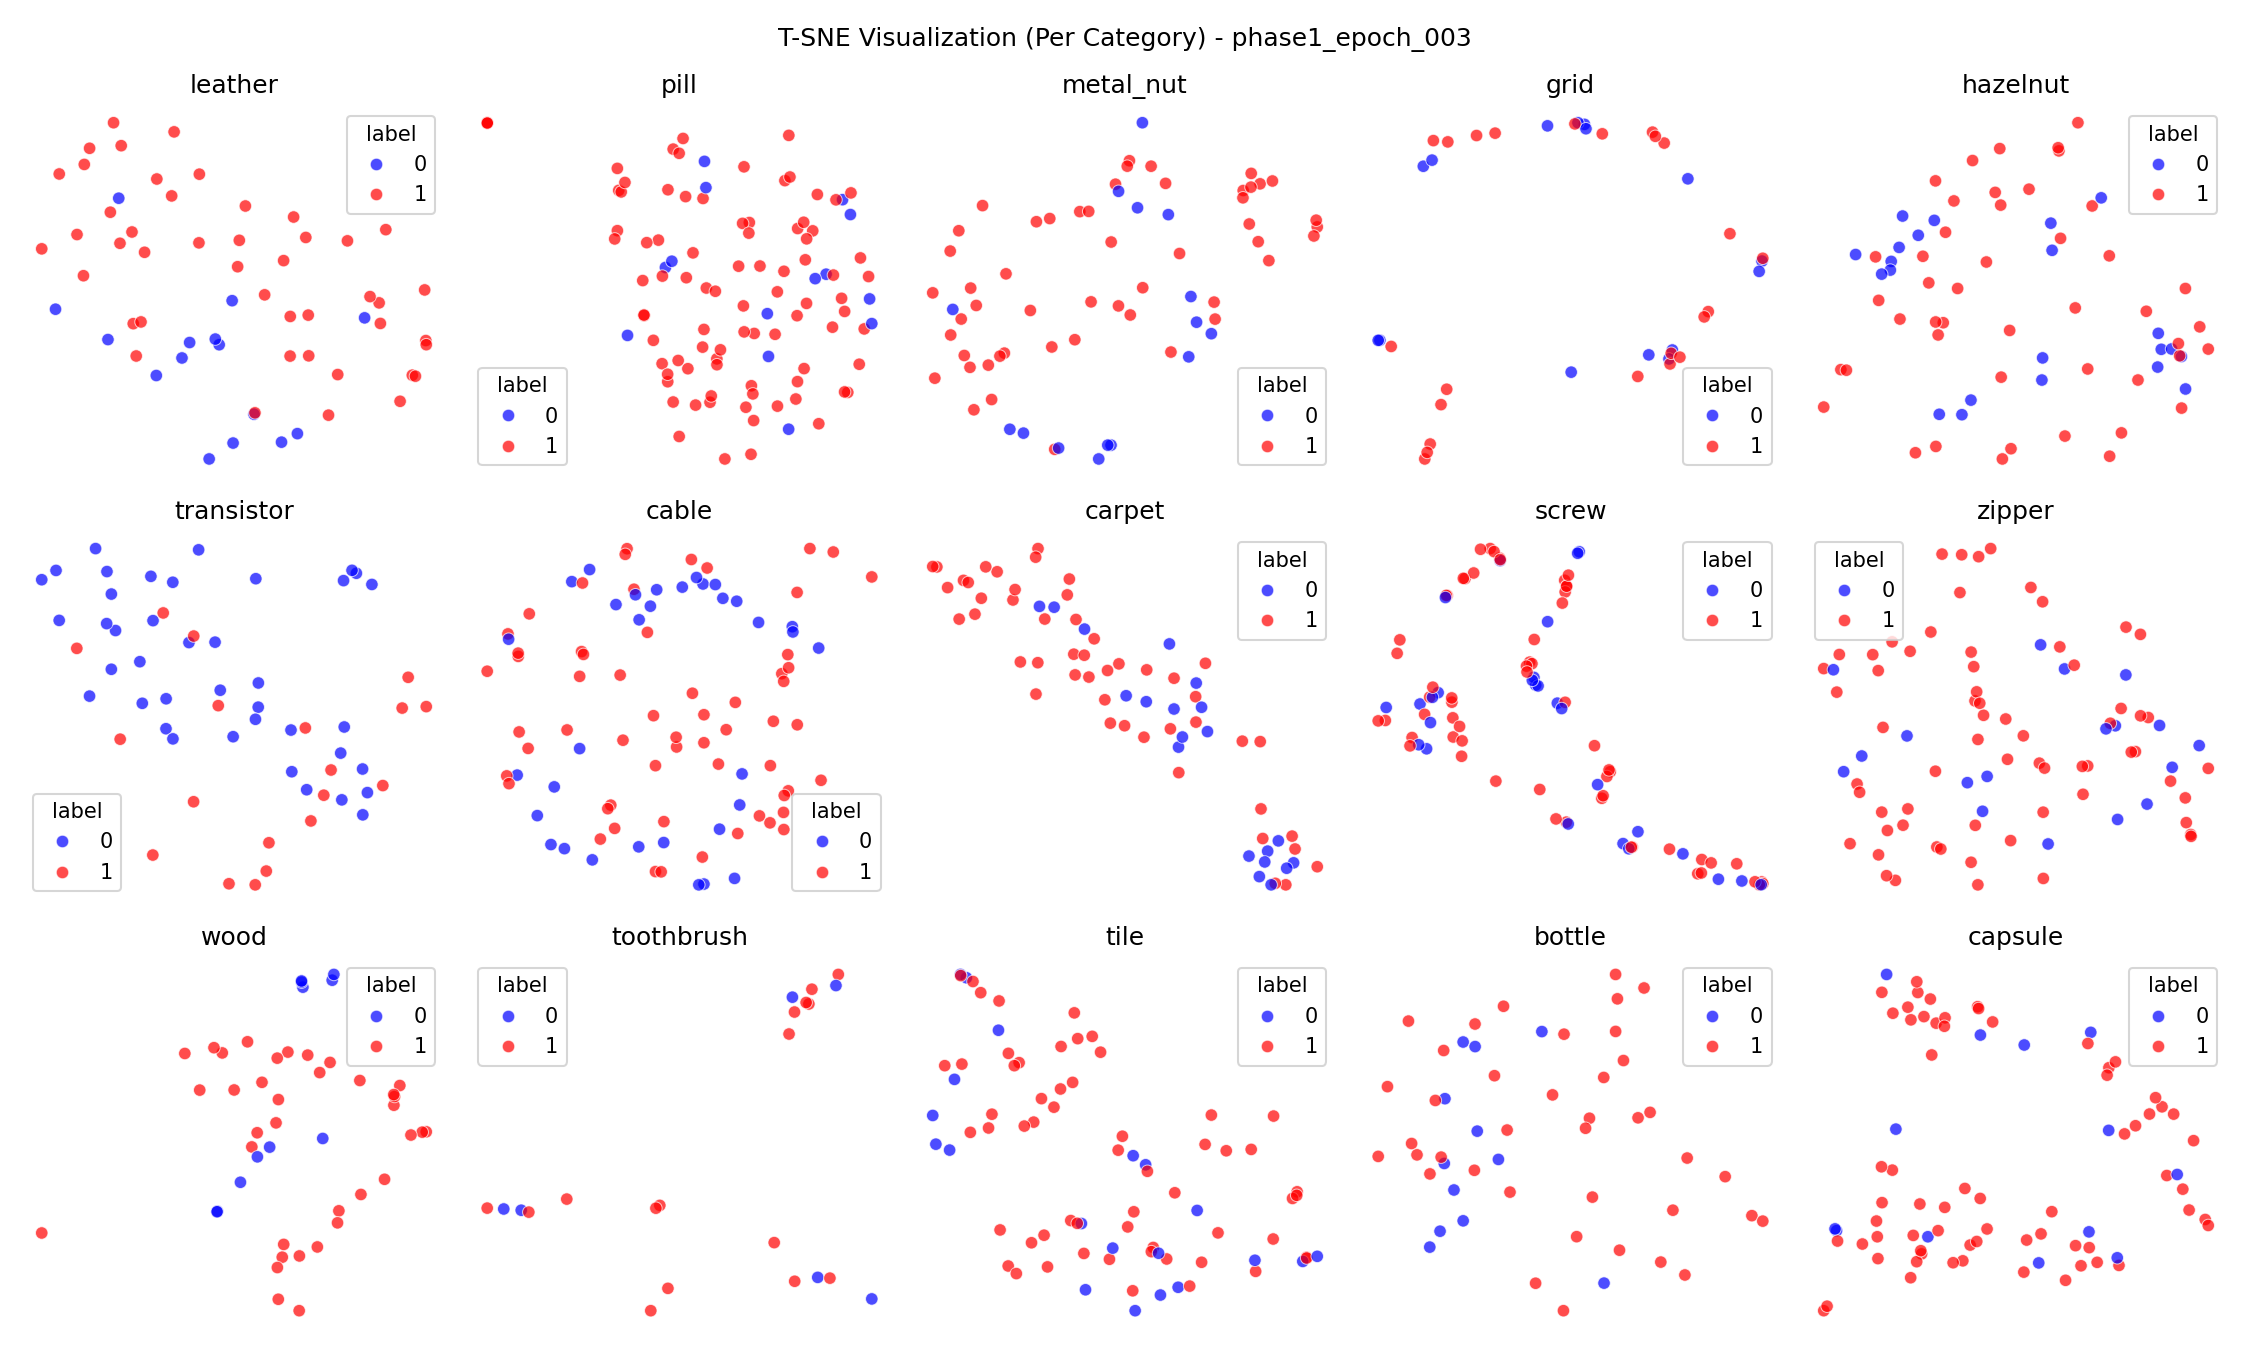 T-SNE Visualization (Per Category) - phase1_epoch_003
leather
label
0
1
pill
label
0
1
metal_nut
label
0
1
grid
label
0
1
hazelnut
label
0
1
transistor
label
0
1
cable
label
0
1
carpet
label
0
1
screw
label
0
1
zipper
label
0
1
wood
label
0
1
toothbrush
label
0
1
tile
label
0
1
bottle
label
0
1
capsule
label
0
1